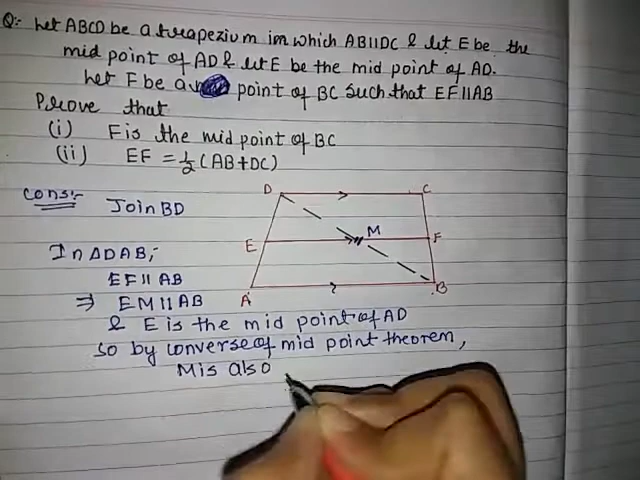 Q:- Let ABCD be a trapezium in which AB||DC & let E be the
mid point of AD & let E be the mid point of AD.
Let F be a point of BC such that EF||AB
Prove that
(i) F is the mid point of BC
(ii) EF = 1/2 (AB+DC)
Cons:- Join BD
D C
E M F
A B
In ΔDAB,
EF || AB
⇒ EM || AB
& E is the mid point of AD
so by converse of mid point theorem,
M is also